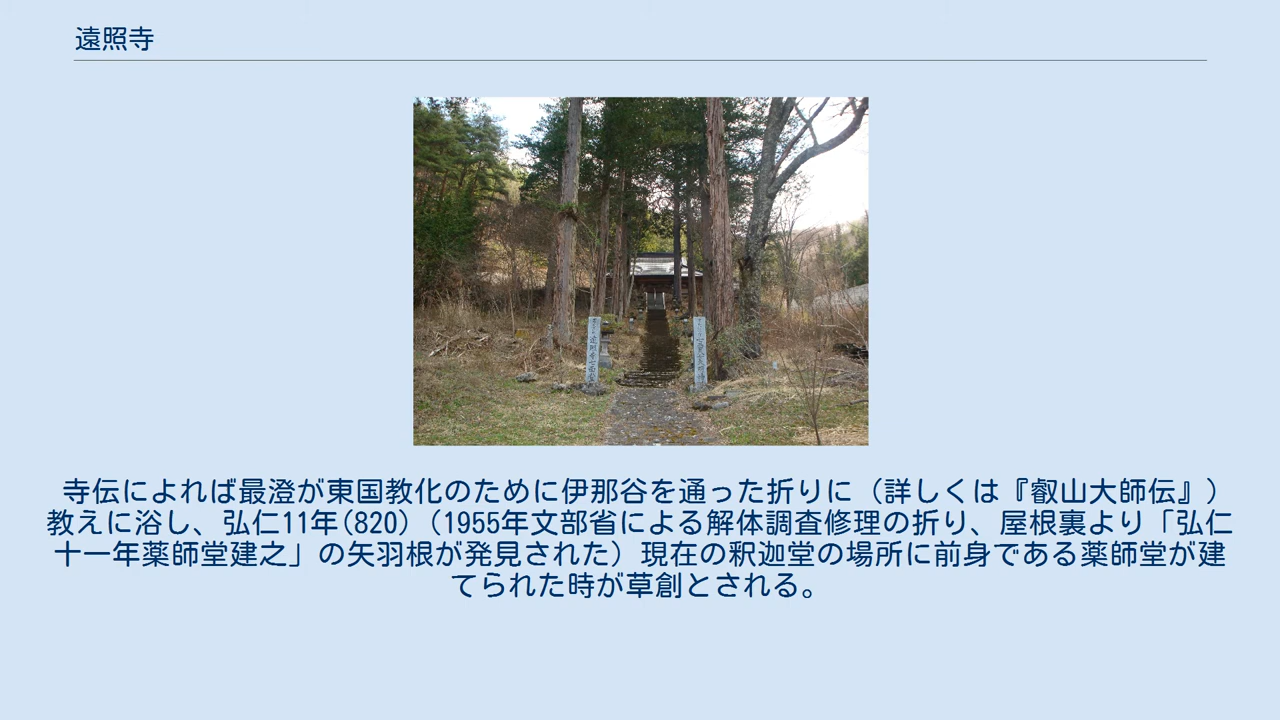 遠照寺
寺伝によれば最澄が東国教化のために伊那谷を通った折りに（詳しくは『叡山大師伝』）
教えに浴し、弘仁11年(820)（1955年文部省による解体調査修理の折り、屋根裏より「弘仁
十一年薬師堂建之」の矢羽根が発見された）現在の釈迦堂の場所に前身である薬師堂が建
てられた時が草創とされる。